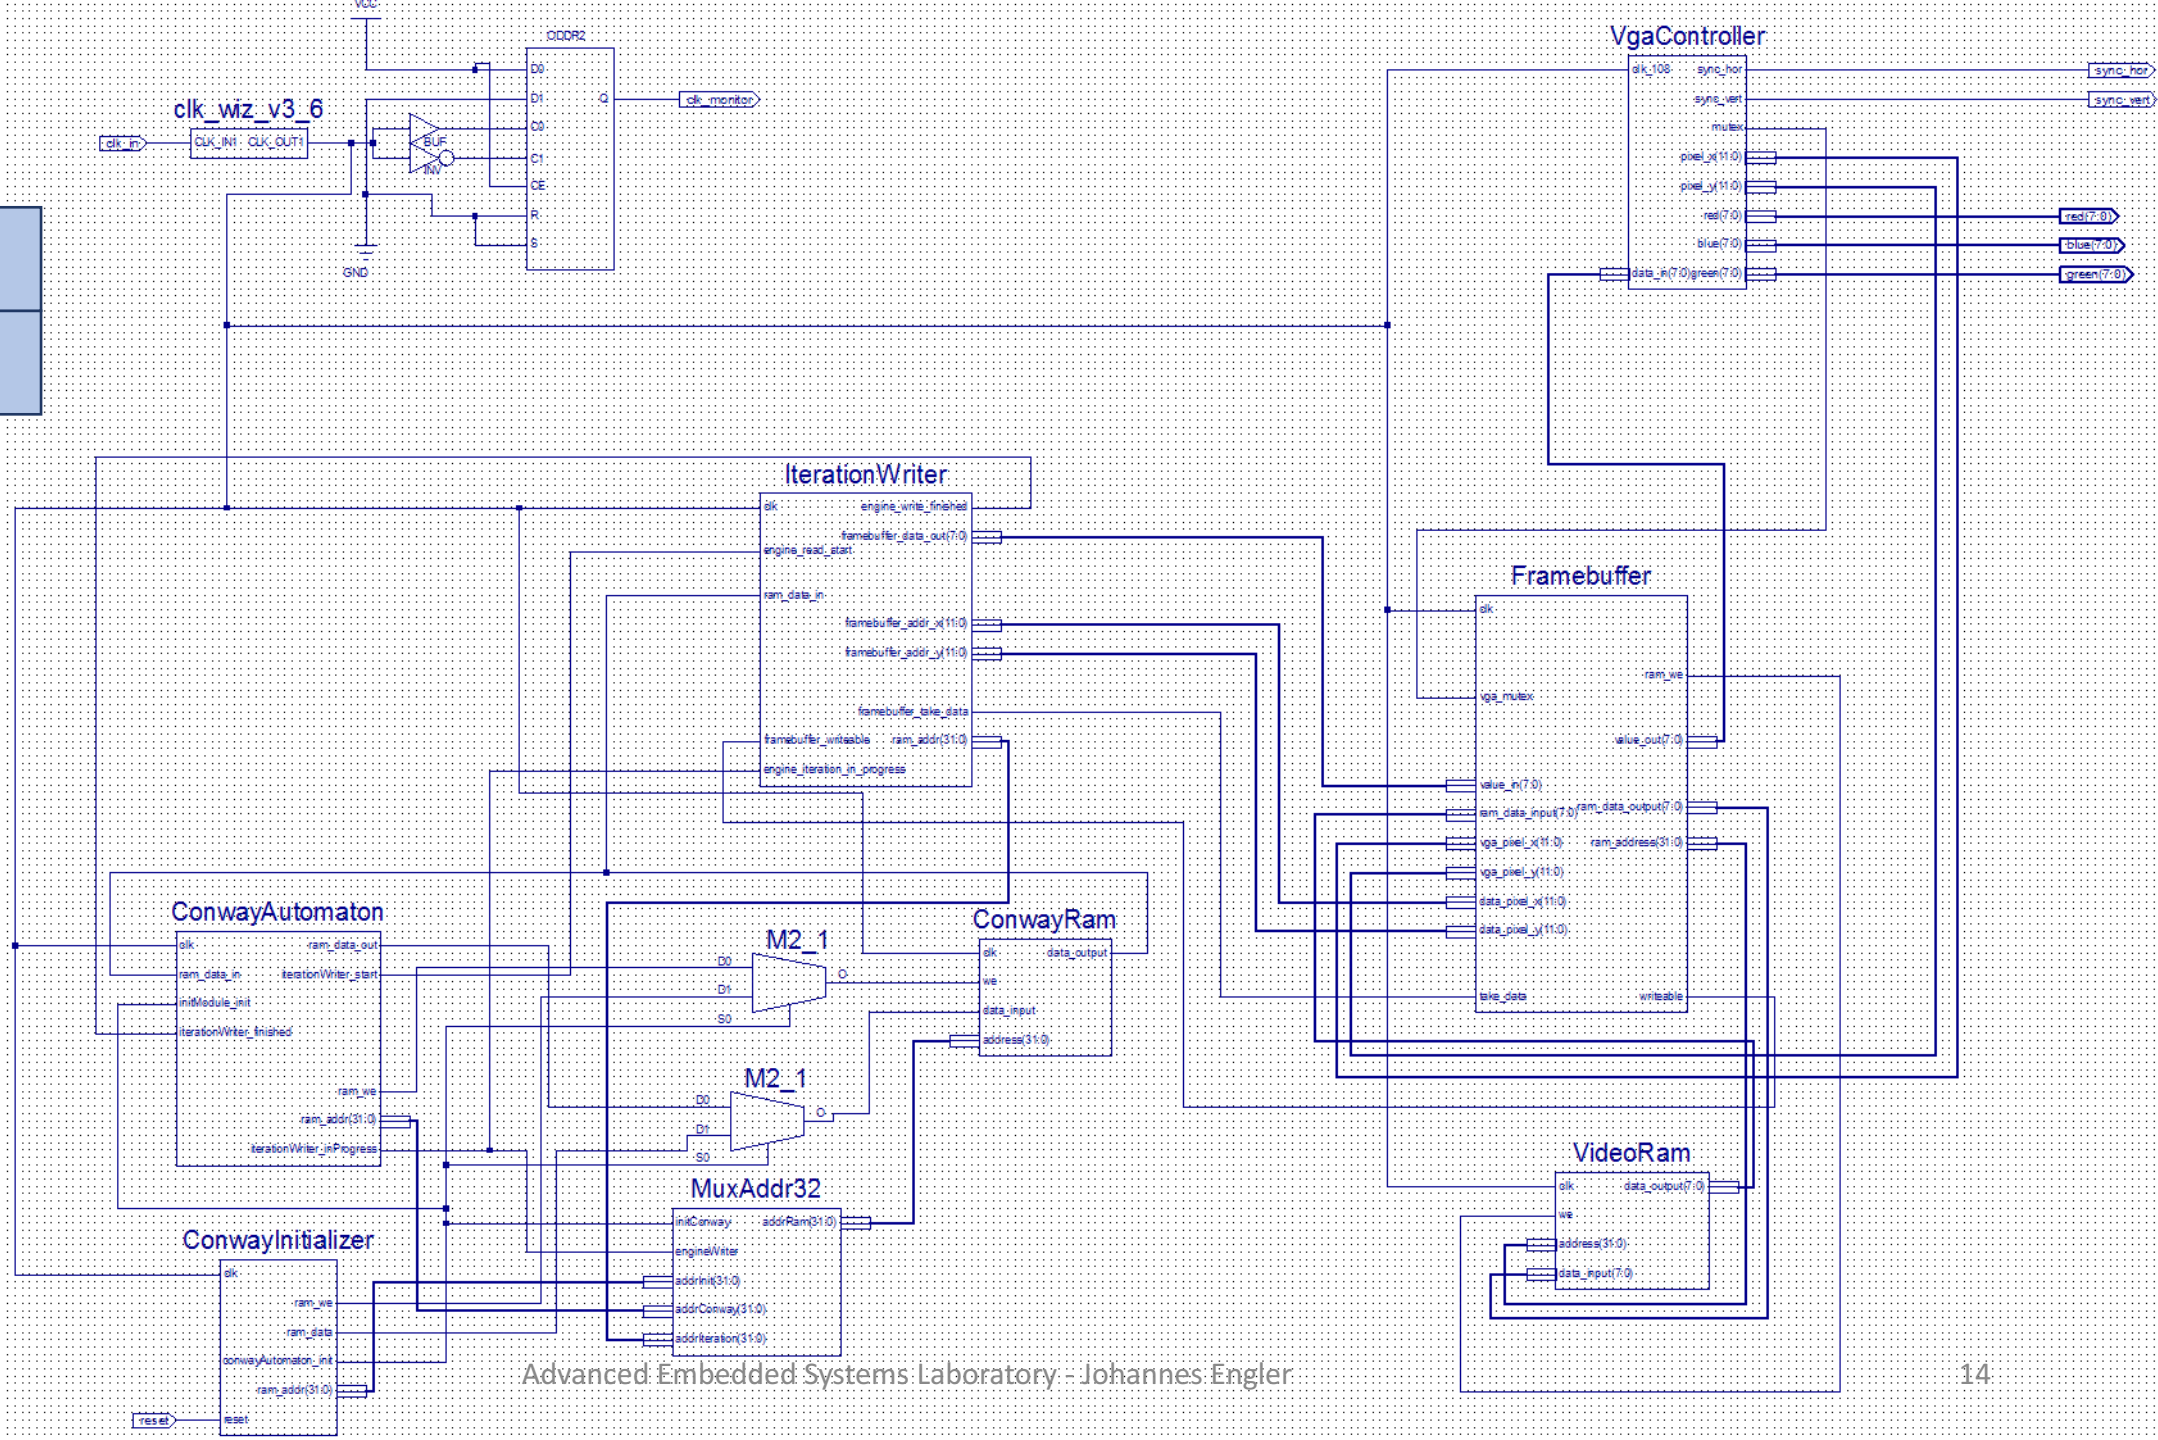 VCC
ODDR2
D0
D1
C0
C1
CE
R
S
Q
clk_monitor
clk_wiz_v3_6
clk_in
CLK_IN1 CLK_OUT1
BUF
INV
GND
VgaController
clk_108 sync_hor
sync_vert
mutex
pixel_x(11:0)
pixel_y(11:0)
red(7:0)
blue(7:0)
data_in(7:0) green(7:0)
sync_hor
sync_vert
red(7:0)
blue(7:0)
green(7:0)
IterationWriter
clk engine_write_finished
framebuffer_data_out(7:0)
engine_read_start
ram_data_in
framebuffer_addr_x(11:0)
framebuffer_addr_y(11:0)
framebuffer_take_data
framebuffer_writeable ram_addr(31:0)
engine_iteration_in_progress
Framebuffer
clk
ram_we
vga_mutex
value_out(7:0)
value_in(7:0)
ram_data_input(7:0) ram_data_output(7:0)
vga_pixel_x(11:0) ram_address(31:0)
vga_pixel_y(11:0)
data_pixel_x(11:0)
data_pixel_y(11:0)
take_data writeable
ConwayAutomaton
clk ram_data_out
ram_data_in iterationWriter_start
initModule_init
iterationWriter_finished
ram_we
ram_addr(31:0)
iterationWriter_inProgress
M2_1
D0
D1
S0
O
ConwayRam
clk data_output
we
data_input
address(31:0)
M2_1
D0
D1
S0
O
MuxAddr32
initConway addrRam(31:0)
engineWriter
addrInit(31:0)
addrConway(31:0)
addrIteration(31:0)
VideoRam
clk data_output(7:0)
we
address(31:0)
data_input(7:0)
ConwayInitializer
clk
ram_we
ram_data
conwayAutomaton_init
ram_addr(31:0)
reset
reset
Advanced Embedded Systems Laboratory Johannes Engler
14